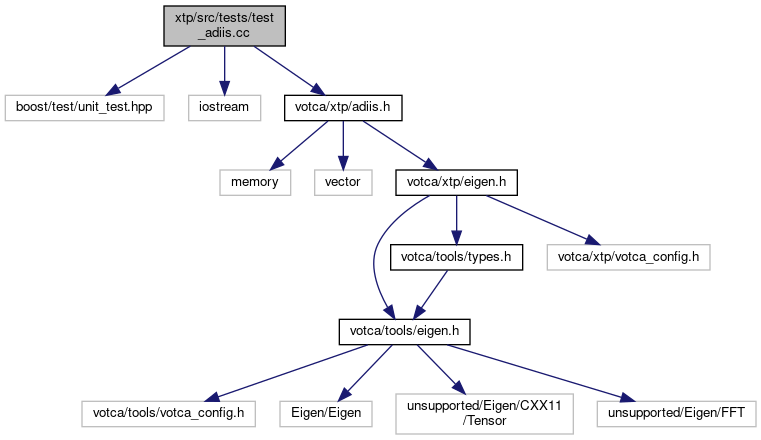 xtp/src/tests/test
_adiis.cc
boost/test/unit_test.hpp
iostream
votca/xtp/adiis.h
memory
vector
votca/xtp/eigen.h
votca/tools/types.h
votca/xtp/votca_config.h
votca/tools/eigen.h
votca/tools/votca_config.h
Eigen/Eigen
unsupported/Eigen/CXX11
/Tensor
unsupported/Eigen/FFT